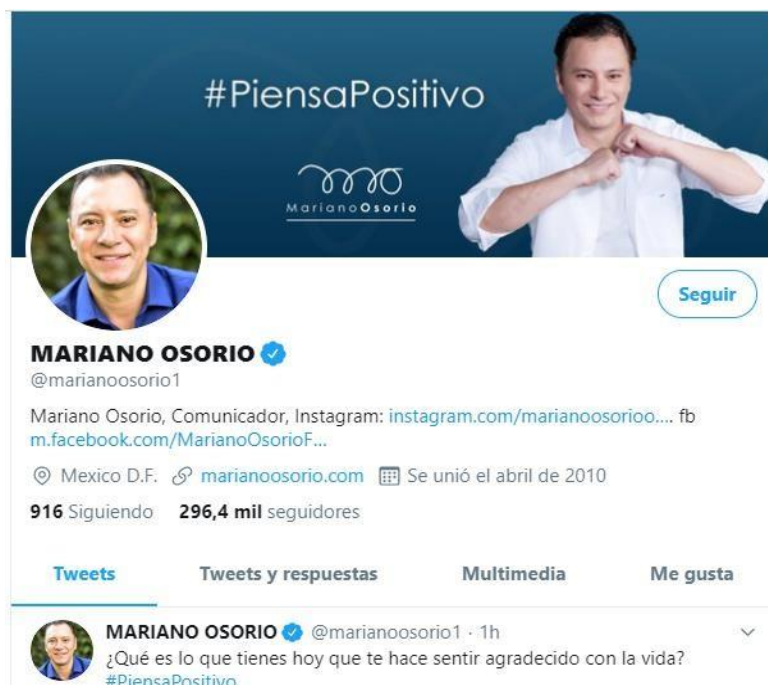 #PiensaPositivo
MarianoOsorio
MARIANO OSORIO
@marianoosorio1
Mariano Osorio, Comunicador, Instagram: instagram.com/marianoosorioo.... fb
m.facebook.com/MarianoOsorioF...
Mexico D.F. marianoosorio.com Se unió el abril de 2010
916 Siguiendo 296,4 mil seguidores
Seguir
Tweets Tweets y respuestas Multimedia Me gusta
MARIANO OSORIO @marianoosorio1 · 1h
¿Qué es lo que tienes hoy que te hace sentir agradecido con la vida?
#PiensaPositivo